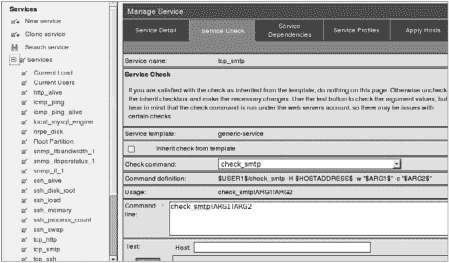 Services
New service
Clone service
Search service
Services
Current Load
Current Users
http_alive
icmp_ping
icmp_ping_alive
local_mysql_engine
nrpe_disk
Root Partition
snmp_ifbandwidth_1
snmp_ifoperstatus_1
snmp_if_1
ssh_alive
ssh_disk_root
ssh_load
ssh_memory
ssh_process_count
ssh_swap
tcp_http
tcp_smtp
tcp_ssh
Manage Service
Service Detail
Service Check
Service Dependencies
Service Profiles
Apply Hosts
Service name: tcp_smtp
Service Check
If you are satisfied with the check as inherited from the template, do nothing on this page. Otherwise uncheck
the inherit checkbox and make the necessary changes. Use the test button to check the argument values, but
bear in mind that the check command is run under the web servers account, so there may be issues with
certain checks
Service template: generic-service
Inherit check from template
Check command: check_smtp
Command definition: $USER1$/check_smtp -H $HOSTADDRESS$ -w "$ARG1$" -c "$ARG2$"
Usage: check_smtp!ARG1!ARG2
Command line: * check_smtp!ARG1!ARG2
Test: Host: